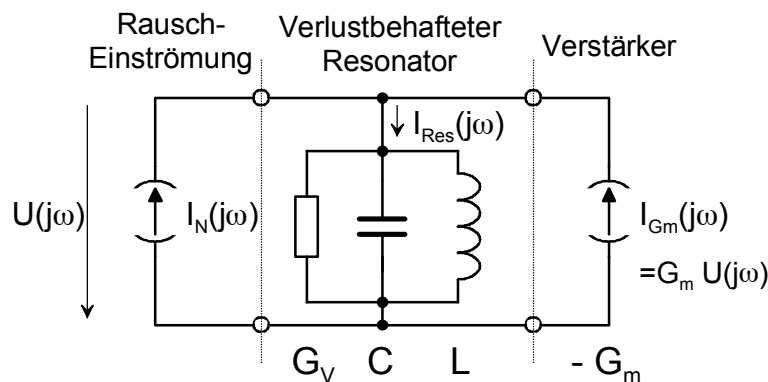 Rausch-
Einströmung
Verlustbehafteter
Resonator
Verstärker
I_Res(jω)
U(jω)
I_N(jω)
I_Gm(jω)
=G_m U(jω)
G_V C L - G_m